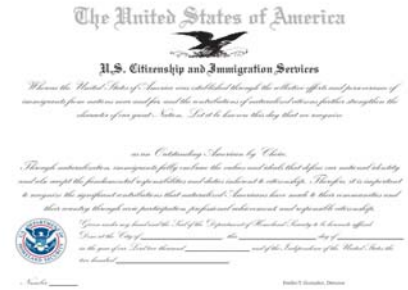 The United States of America
U.S. Citizenship and Immigration Services
Whereas the United States of America was established through the collective efforts and perseverance of
immigrants from nations near and far, and the contributions of naturalized citizens further strengthen the
character of our great Nation, Let it be known this day that we recognize
as an Outstanding American by Choice.
Through naturalization, immigrants fully embrace the values and ideals that define our national identity
and also accept the fundamental responsibilities and duties inherent to citizenship. Therefore, it is important
to recognize the significant contributions that naturalized Americans have made to their communities and
their country through civic participation, professional achievement and responsible citizenship.
Given under my hand and the Seal of the Department of Homeland Security to be hereunto affixed.
Done at the City of this day of
in the year of our Lord two thousand and of the Independence of the United States the
two hundred
Number
Emilio T. Gonzalez, Director